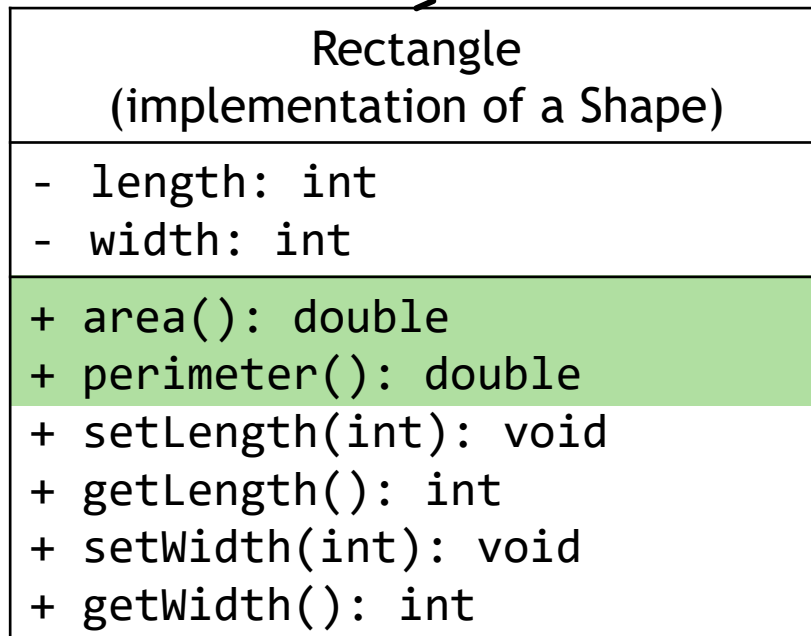 Rectangle
(implementation of a Shape)
- length: int
- width: int
+ area(): double
+ perimeter(): double
+ setLength(int): void
+ getLength(): int
+ setWidth(int): void
+ getWidth(): int